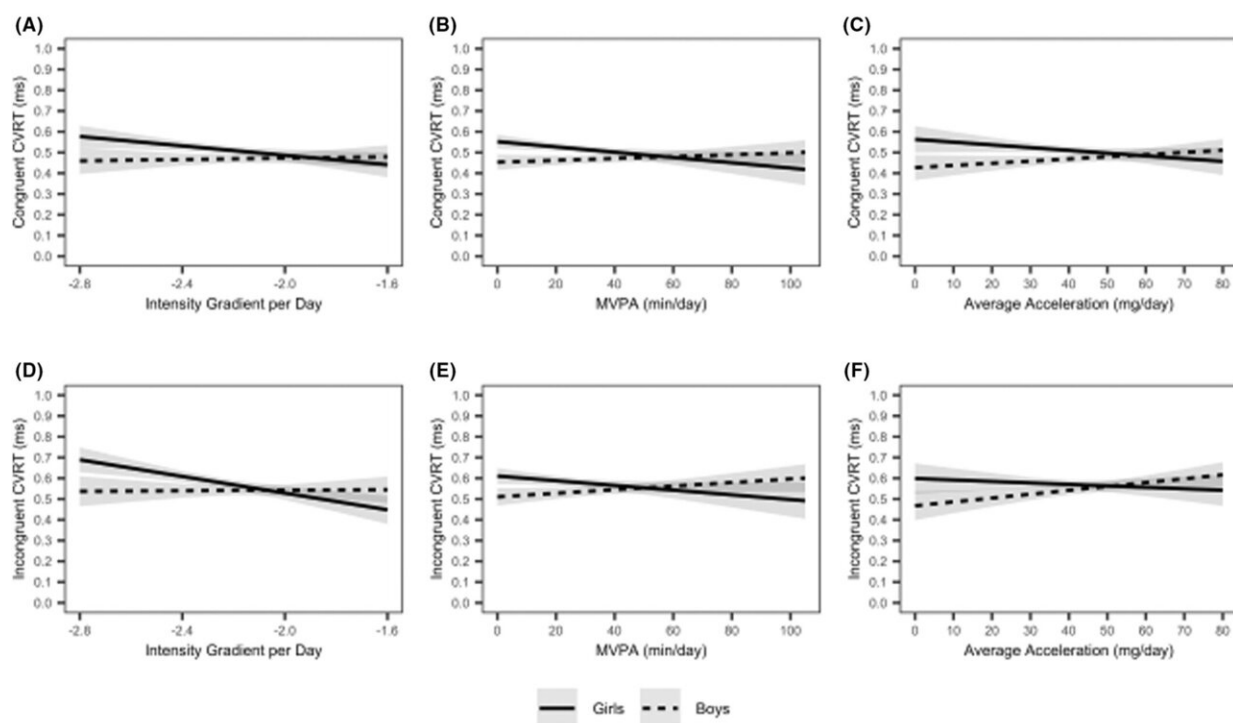 (A)
Congruent CVRT (ms)
1.0
0.9
0.8
0.7
0.6
0.5
0.4
0.3
0.2
0.1
0.0
-2.8 -2.4 -2.0 -1.6
Intensity Gradient per Day
(B)
Congruent CVRT (ms)
1.0
0.9
0.8
0.7
0.6
0.5
0.4
0.3
0.2
0.1
0.0
0 20 40 60 80 100
MVPA (min/day)
(C)
Congruent CVRT (ms)
1.0
0.9
0.8
0.7
0.6
0.5
0.4
0.3
0.2
0.1
0.0
0 10 20 30 40 50 60 70 80
Average Acceleration (mg/day)
(D)
Incongruent CVRT (ms)
1.0
0.9
0.8
0.7
0.6
0.5
0.4
0.3
0.2
0.1
0.0
-2.8 -2.4 -2.0 -1.6
Intensity Gradient per Day
(E)
Incongruent CVRT (ms)
1.0
0.9
0.8
0.7
0.6
0.5
0.4
0.3
0.2
0.1
0.0
0 20 40 60 80 100
MVPA (min/day)
(F)
Incongruent CVRT (ms)
1.0
0.9
0.8
0.7
0.6
0.5
0.4
0.3
0.2
0.1
0.0
0 10 20 30 40 50 60 70 80
Average Acceleration (mg/day)
Girls Boys